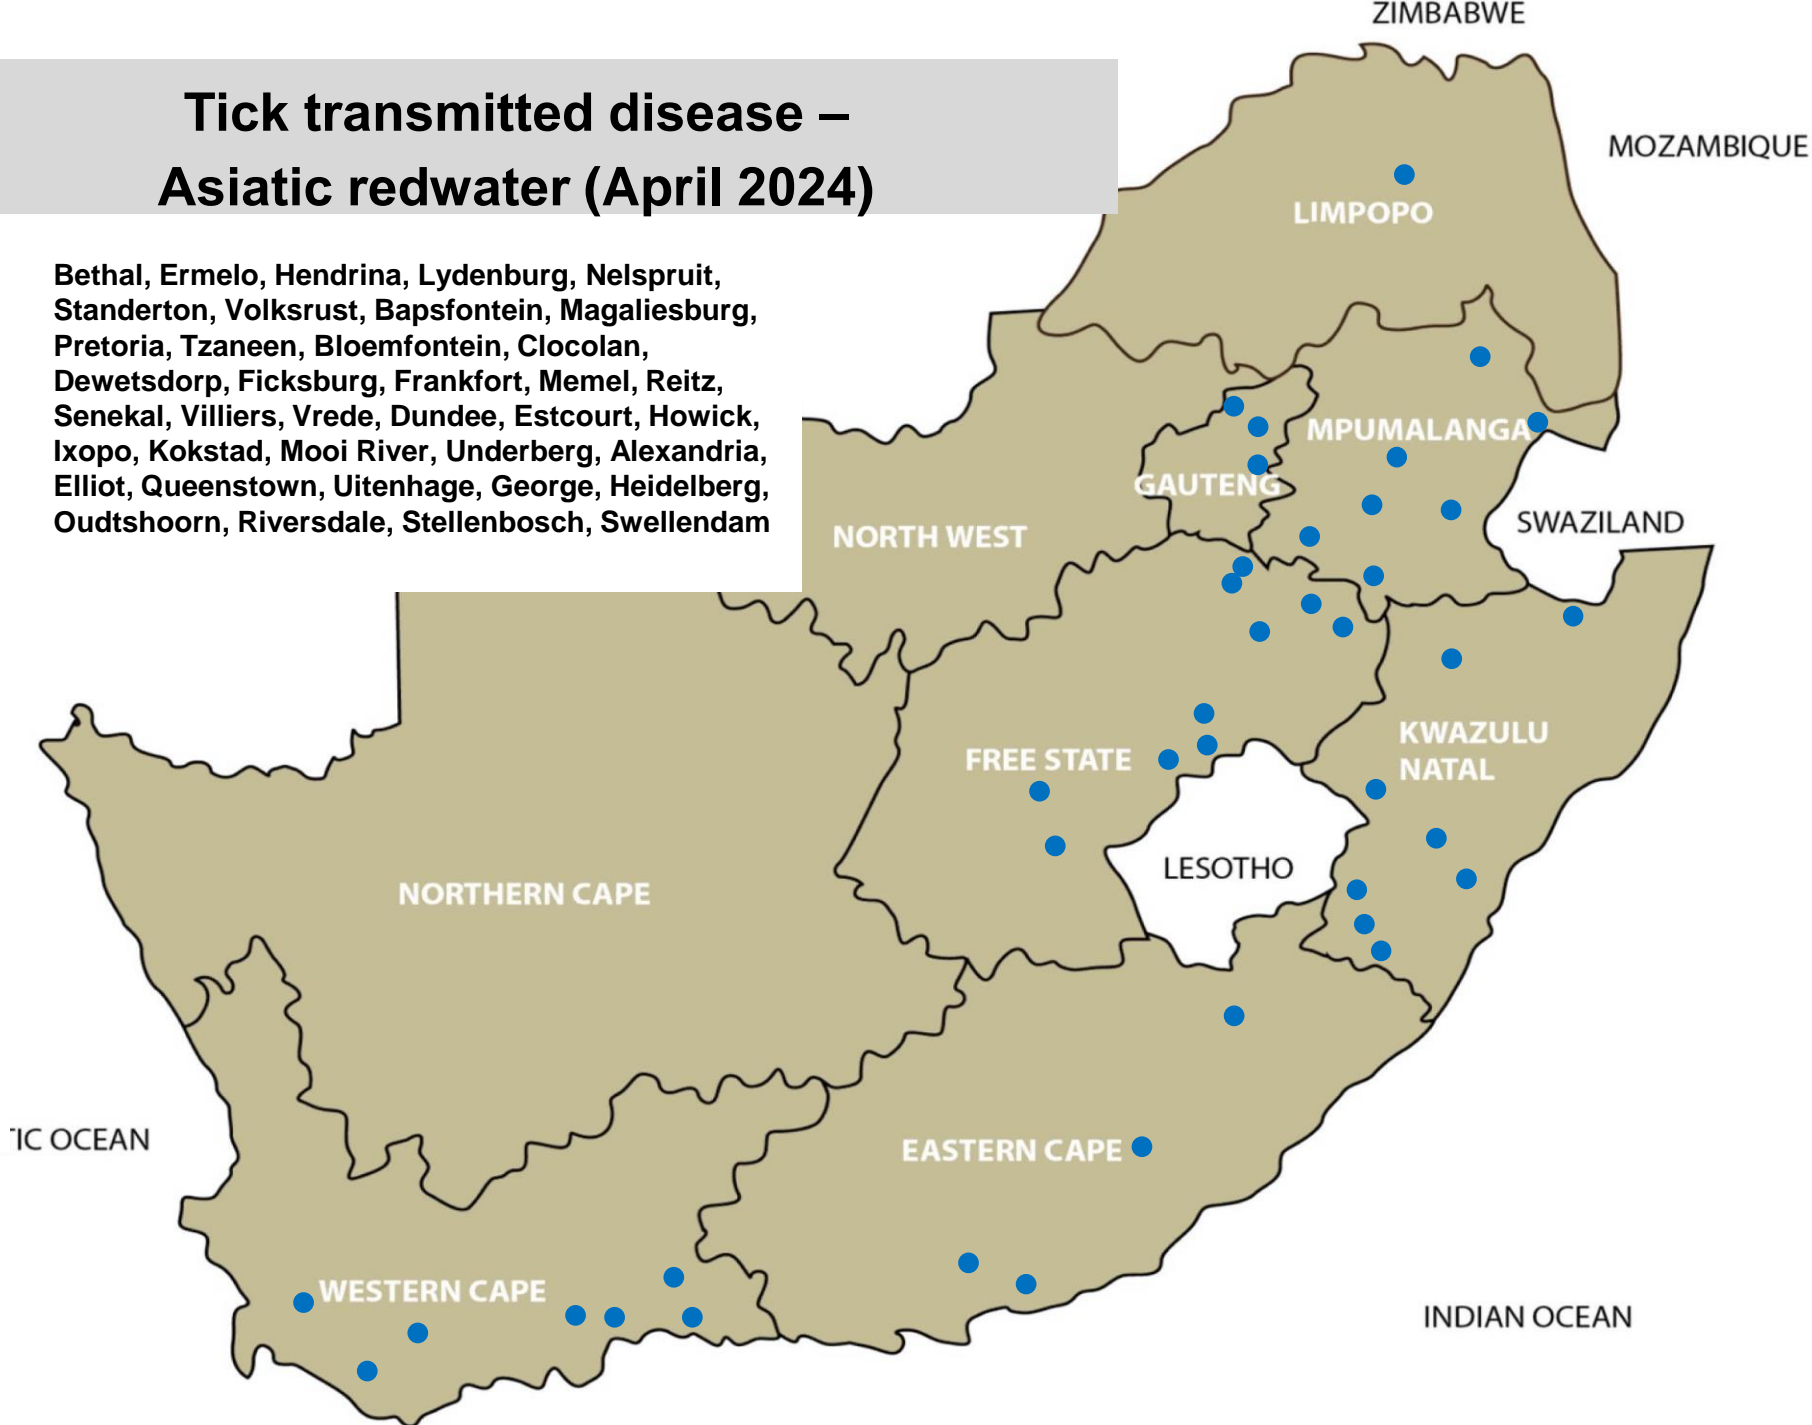 ZIMBABWE
Tick transmitted disease –
Asiatic redwater (April 2024)
MOZAMBIQUE
LIMPOPO
Bethal, Ermelo, Hendrina, Lydenburg, Nelspruit,
Standerton, Volksrust, Bapsfontein, Magaliesburg,
Pretoria, Tzaneen, Bloemfontein, Clocolan,
Dewetsdorp, Ficksburg, Frankfort, Memel, Reitz,
Senekal, Villiers, Vrede, Dundee, Estcourt, Howick,
Ixopo, Kokstad, Mooi River, Underberg, Alexandria,
Elliot, Queenstown, Uitenhage, George, Heidelberg,
Oudtshoorn, Riversdale, Stellenbosch, Swellendam
MPUMALANGA
GAUTENG
NORTH WEST
SWAZILAND
KWAZULU
NATAL
FREE STATE
LESOTHO
NORTHERN CAPE
TIC OCEAN
EASTERN CAPE
WESTERN CAPE
INDIAN OCEAN